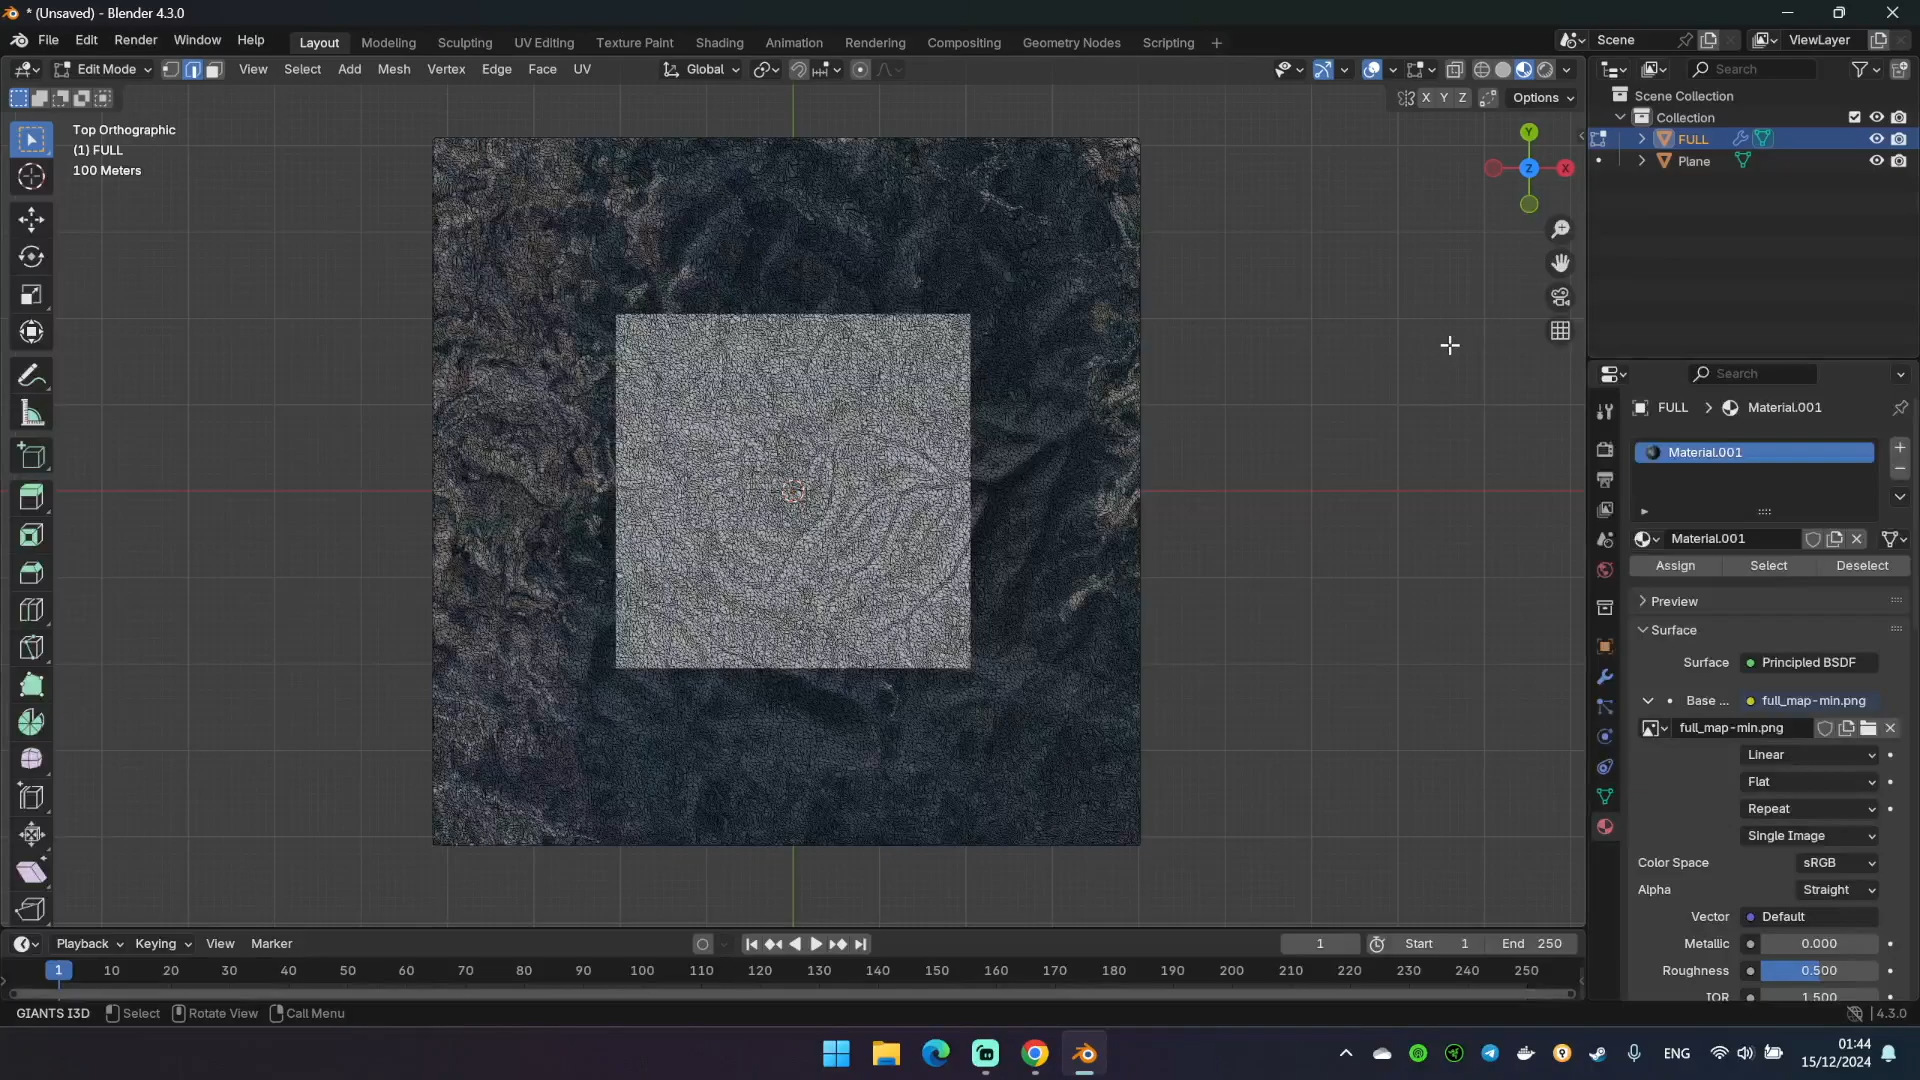 * (Unsaved) - Blender 4.3.0
File Edit Render Window Help Layout Modeling Sculpting UV Editing Texture Paint Shading Animation Rendering Compositing Geometry Nodes Scripting + Scene ViewLayer
Edit Mode View Select Add Mesh Vertex Edge Face UV Global Search
X Y Z Options Scene Collection
Collection
Top Orthographic
(1) FULL
100 Meters
Y
Z X
FULL
Plane
Search
FULL > Material.001
Material.001
Material.001
Assign Select Deselect
Preview
Surface
Surface Principled BSDF
Base ... full_map-min.png
full_map-min.png
Linear
Flat
Repeat
Single Image
Color Space sRGB
Alpha Straight
Vector Default
Metallic 0.000
Roughness 0.500
IOR 1.500
Playback Keying View Marker 1 Start 1 End 250
1 10 20 30 40 50 60 70 80 90 100 110 120 130 140 150 160 170 180 190 200 210 220 230 240 250
GIANTS I3D Select Rotate View Call Menu 4.3.0
ENG 01:44
15/12/2024